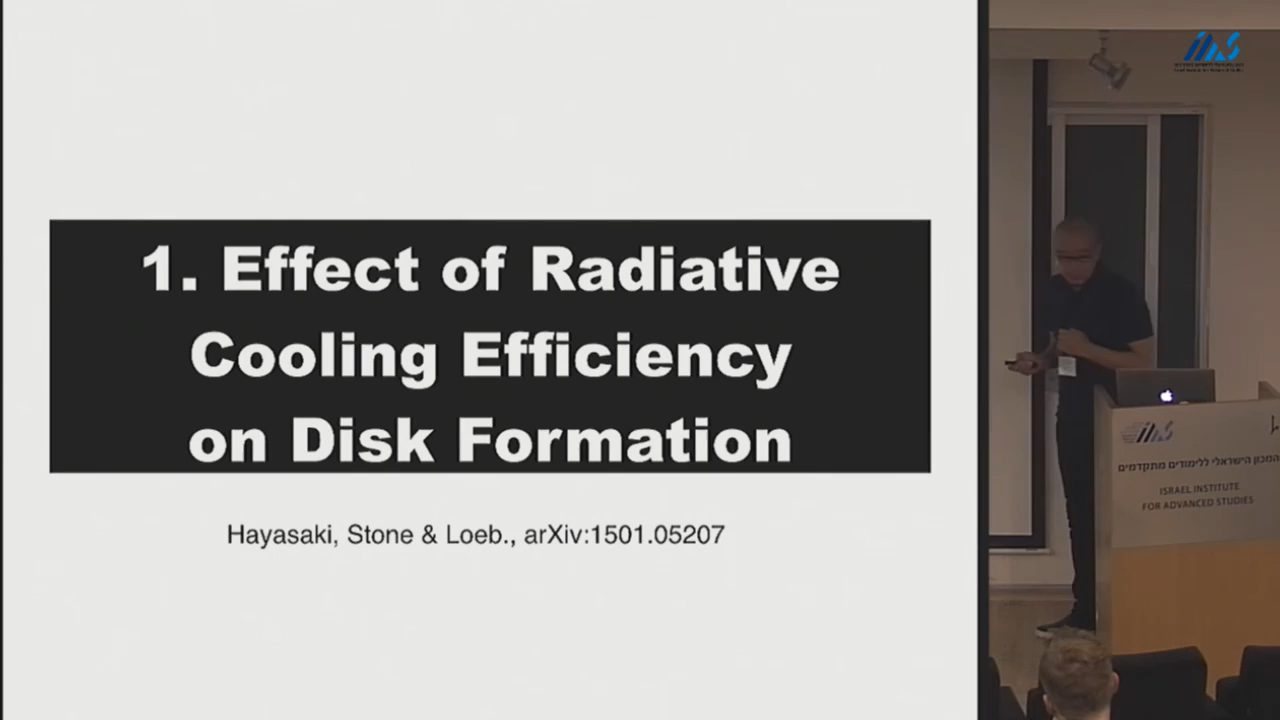 1. Effect of Radiative
Cooling Efficiency
on Disk Formation
Hayasaki, Stone & Loeb., arXiv:1501.05207
המכון הישראלי ללימודים מתקדמים
ISRAEL INSTITUTE
FOR ADVANCED STUDIES